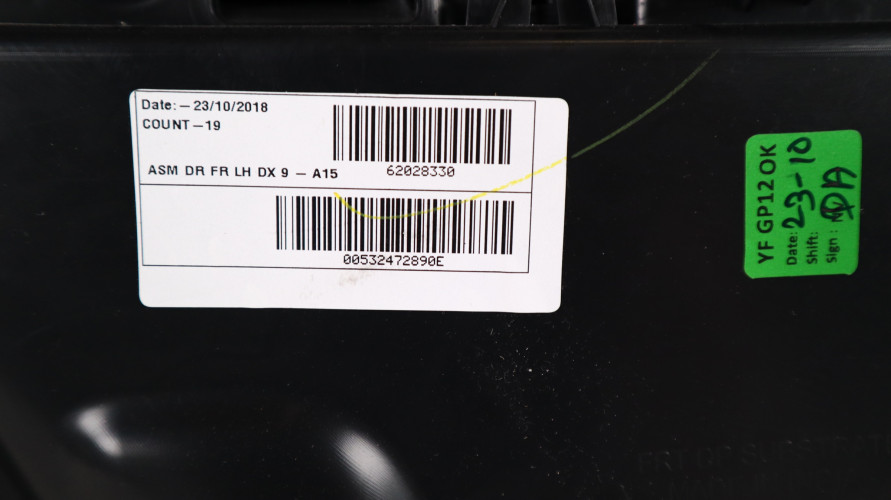 Date:– 23/10/2018
COUNT –19
ASM DR FR LH DX 9 – A15
62028330
00532472890E
YF GP12 OK
Date: 23-10
Shift:
Sign :